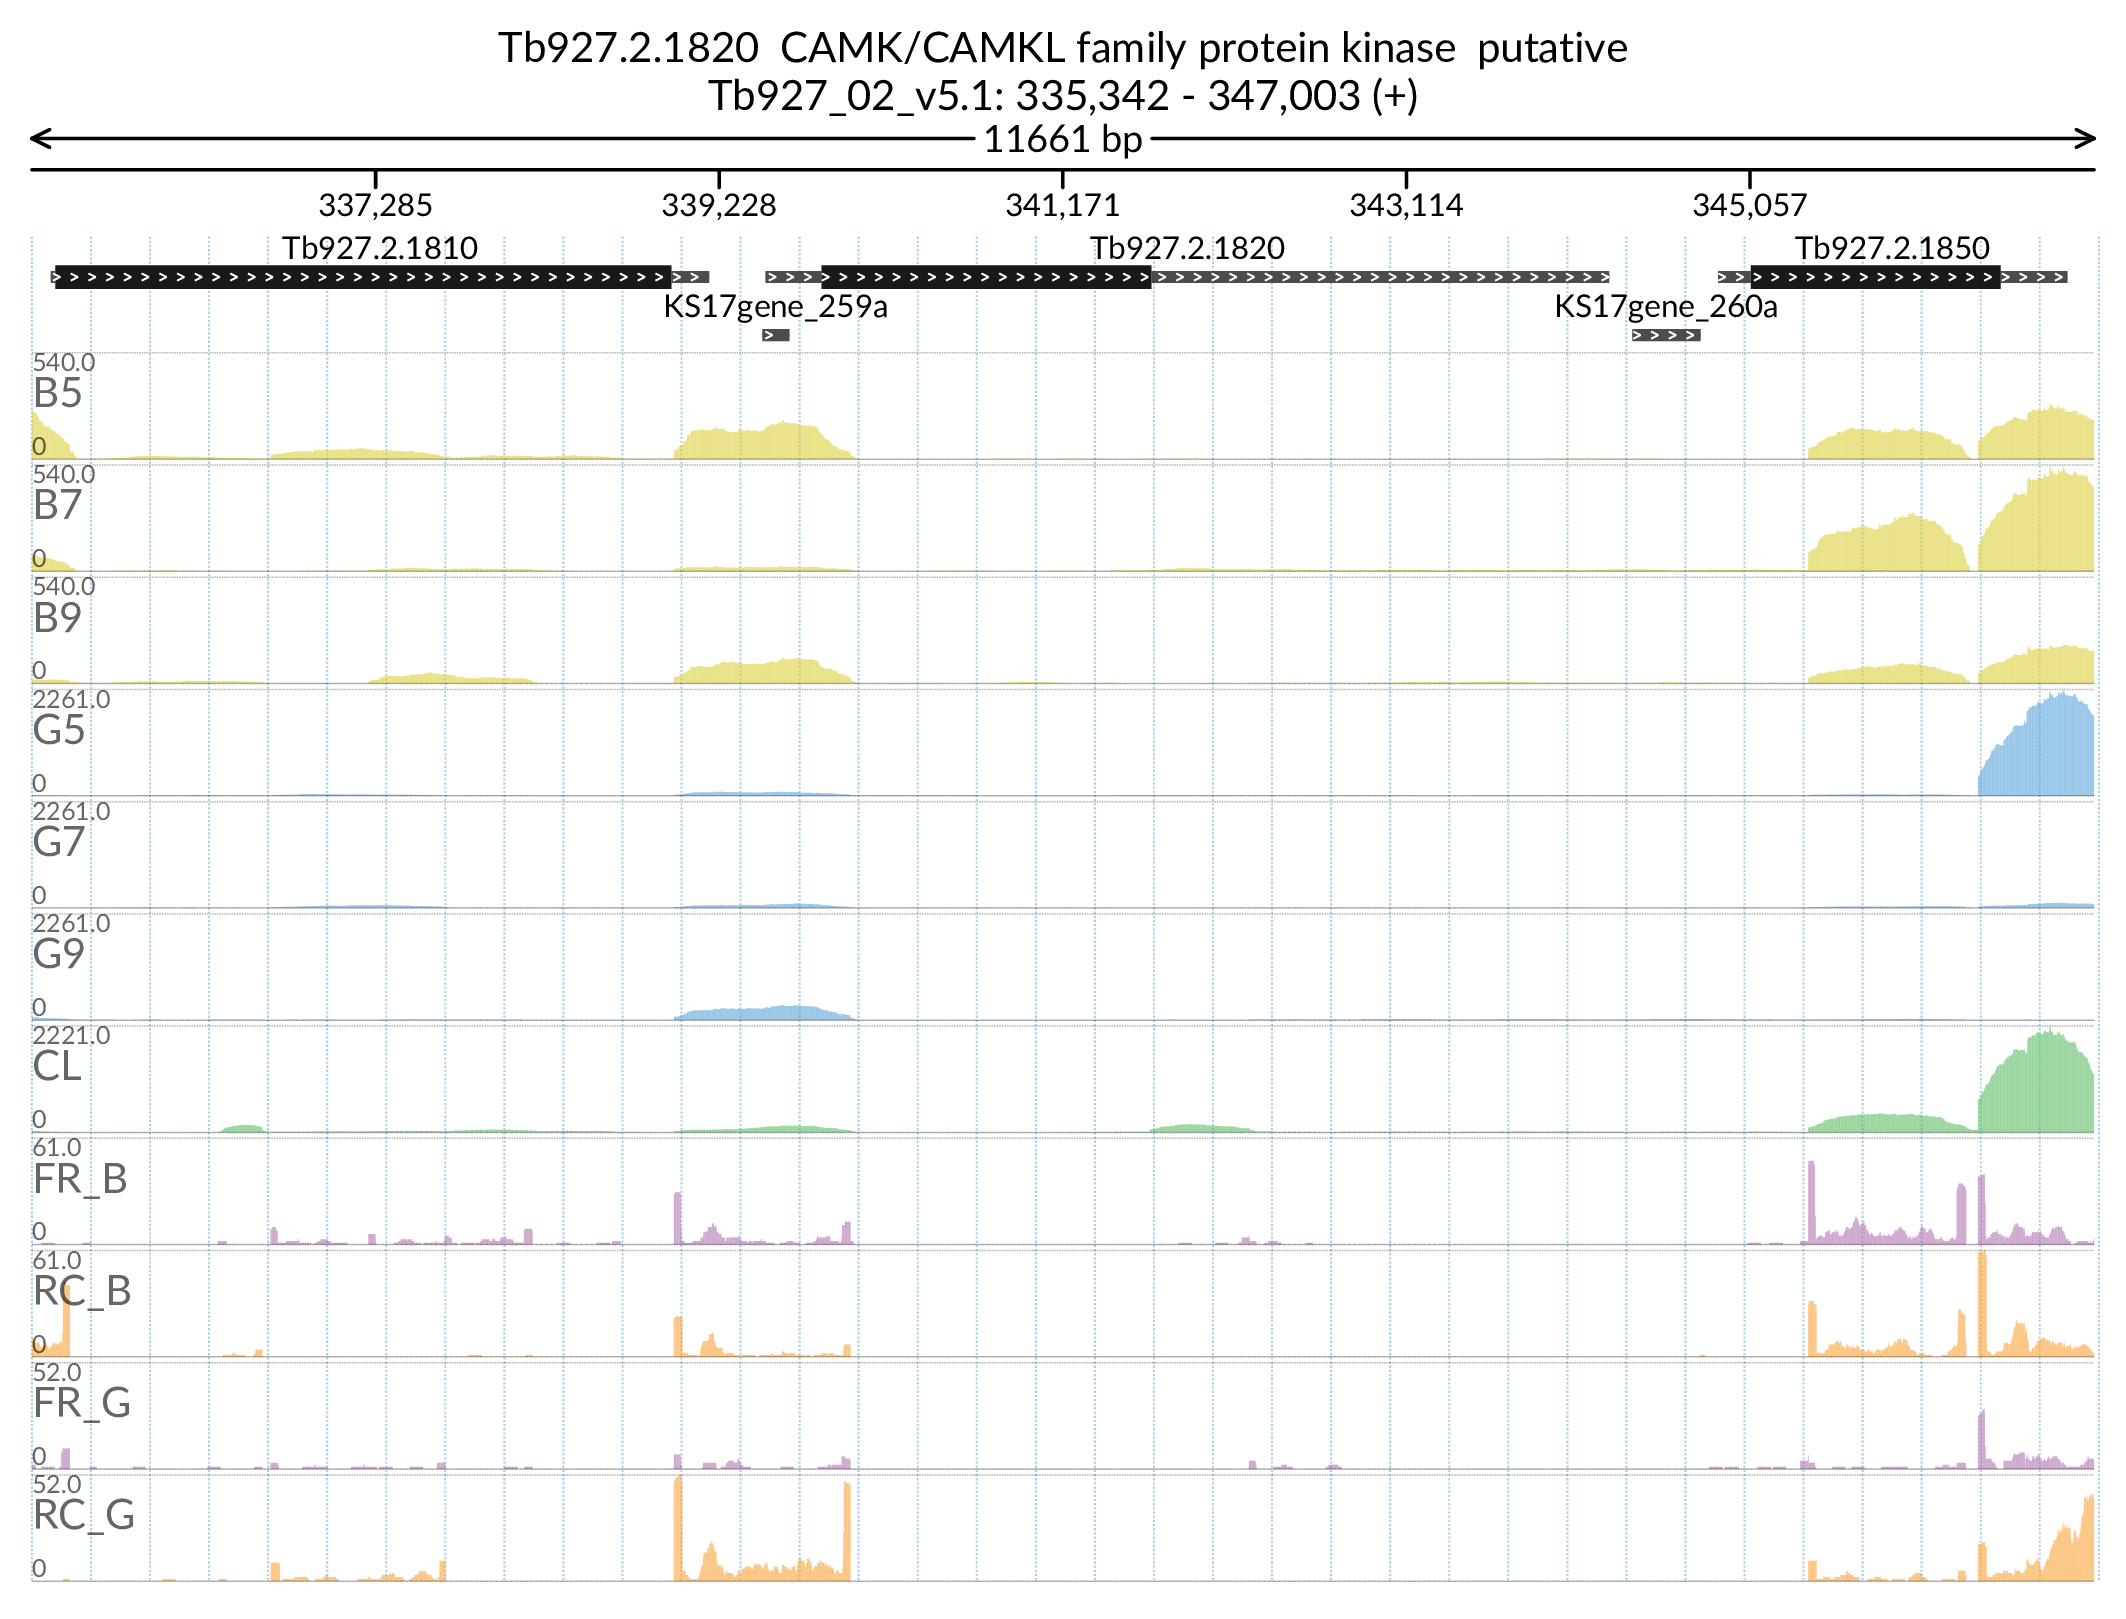 Tb927.2.1820 CAMK/CAMKL family protein kinase putative
Tb927_02_v5.1: 335,342 - 347,003 (+)
11661 bp
337,285 339,228 341,171 343,114 345,057
Tb927.2.1810 Tb927.2.1820 Tb927.2.1850
KS17gene_259a KS17gene_260a
540.0
B5
0
540.0
B7
0
540.0
B9
0
2261.0
G5
0
2261.0
G7
0
2261.0
G9
0
2221.0
CL
0
61.0
FR_B
0
61.0
RC_B
0
52.0
FR_G
0
52.0
RC_G
0